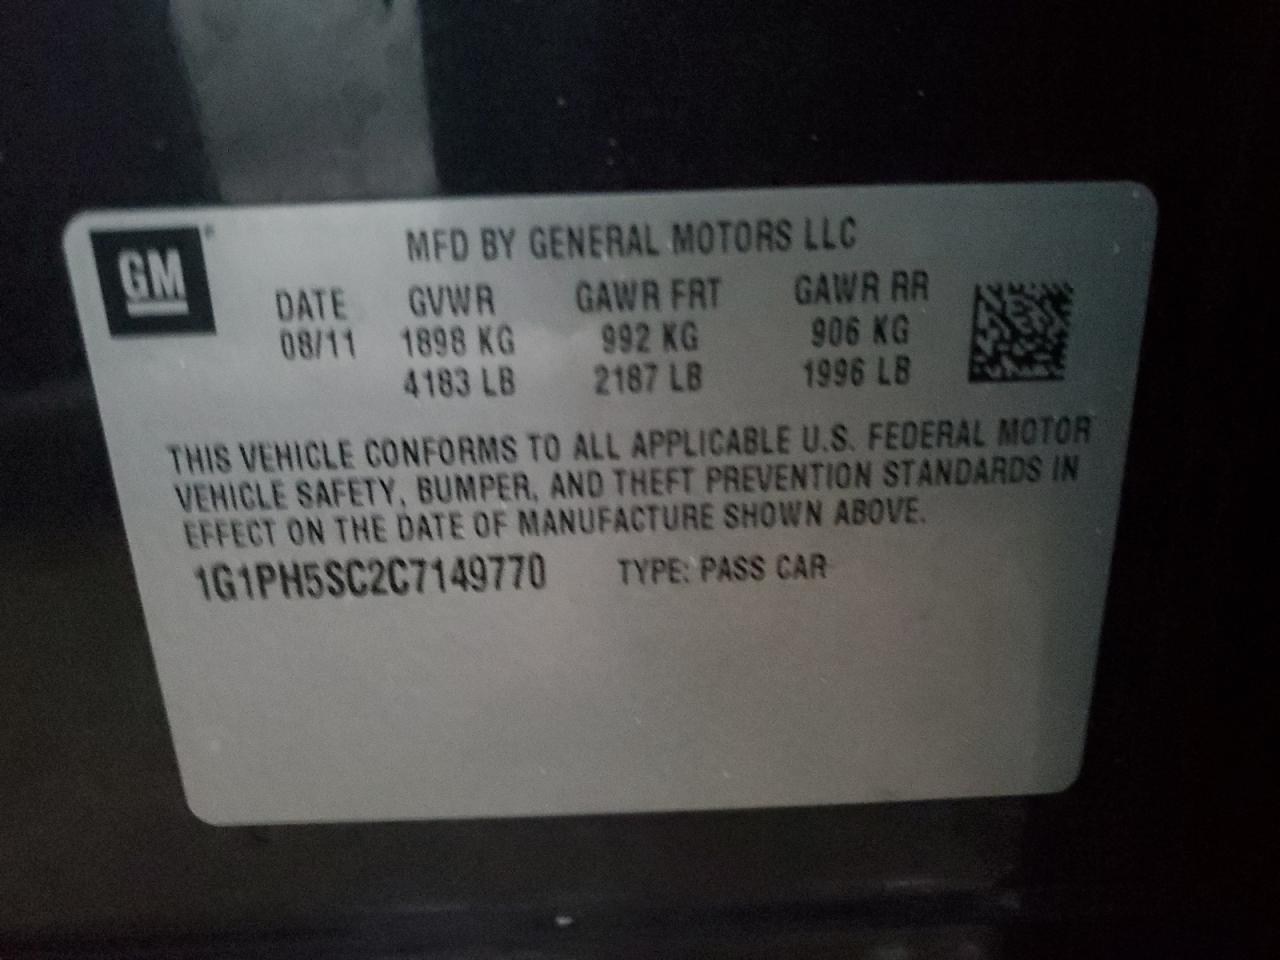 GM
MFD BY GENERAL MOTORS LLC
DATE GVWR GAWR FRT GAWR RR
08/11 1898 KG 992 KG 906 KG
4183 LB 2187 LB 1996 LB
THIS VEHICLE CONFORMS TO ALL APPLICABLE U.S. FEDERAL MOTOR
VEHICLE SAFETY, BUMPER, AND THEFT PREVENTION STANDARDS IN
EFFECT ON THE DATE OF MANUFACTURE SHOWN ABOVE.
1G1PH5SC2C7149770 TYPE: PASS CAR